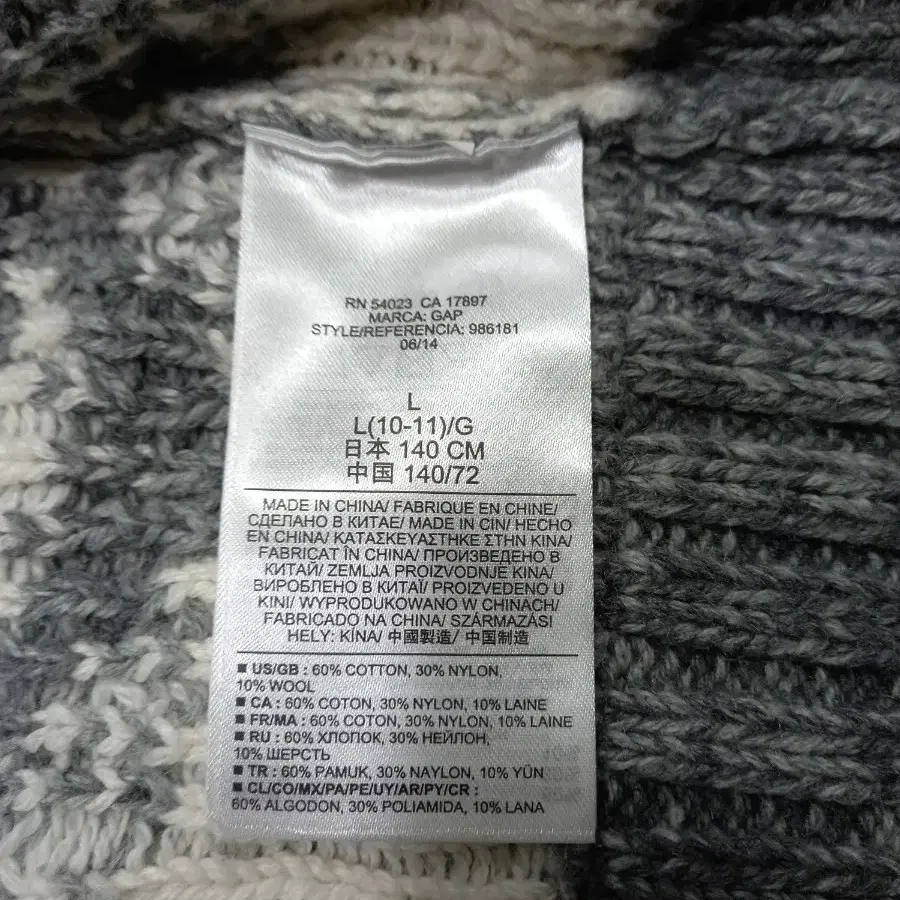 RN 54023 CA 17897
MARCA: GAP
STYLE/REFERENCIA: 986181
06/14
L
L(10-11)/G
日本 140 CM
中国 140/72
MADE IN CHINA/ FABRIQUE EN CHINE/
СДЕЛАНО В КИТАЕ/ MADE IN CIN/ HECHO
EN CHINA/ ΚΑΤΑΣΚΕΥΑΣΤΗΚΕ ΣΤΗΝ ΚΙΝΑ/
FABRICAT ÎN CHINA/ ПРОИЗВЕДЕНО В
КИТАЙ/ ZEMLJA PROIZVODNJE KINA/
ВИРОБЛЕНО В КИТАЇ/ PROIZVEDENO U
KINI/ WYPRODUKOWANO W CHINACH/
FABRICADO NA CHINA/ SZÁRMAZÁSI
HELY: KÍNA/ 中國製造/ 中国制造
■ US/GB : 60% COTTON, 30% NYLON,
10% WOOL
■ CA : 60% COTON, 30% NYLON, 10% LAINE
■ FR/MA : 60% COTON, 30% NYLON, 10% LAINE
■ RU : 60% ХЛОПОК, 30% НЕЙЛОН,
10% ШЕРСТЬ
■ TR : 60% PAMUK, 30% NAYLON, 10% YÜN
■ CL/CO/MX/PA/PE/UY/AR/PY/CR :
60% ALGODON, 30% POLIAMIDA, 10% LANA